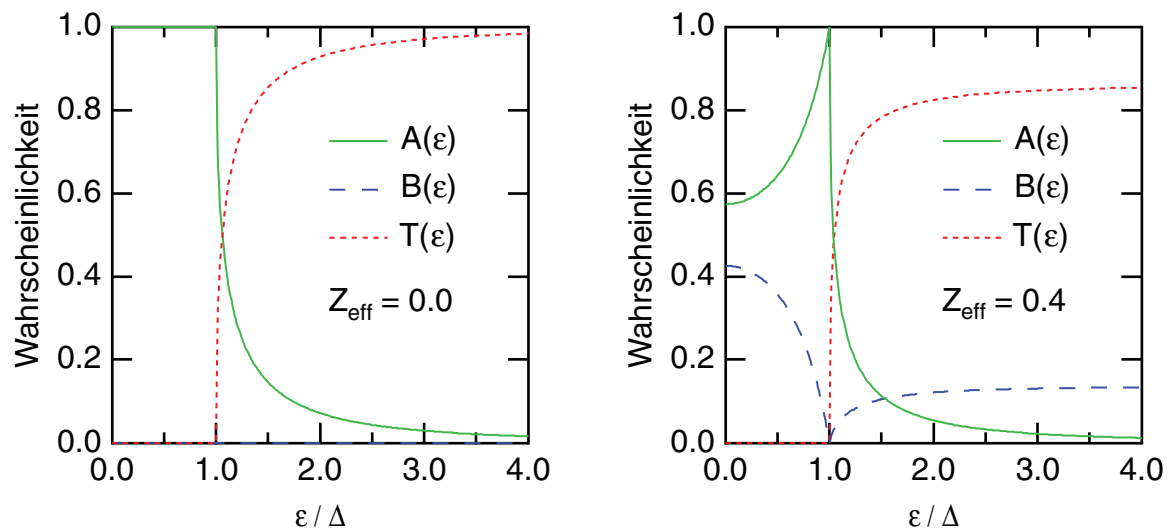 1.0
0.8
0.6
0.4
0.2
0.0
Wahrscheinlichkeit
A(ε)
B(ε)
T(ε)
Z_eff = 0.0
0.0 1.0 2.0 3.0 4.0
ε / Δ
1.0
0.8
0.6
0.4
0.2
0.0
Wahrscheinlichkeit
A(ε)
B(ε)
T(ε)
Z_eff = 0.4
0.0 1.0 2.0 3.0 4.0
ε / Δ